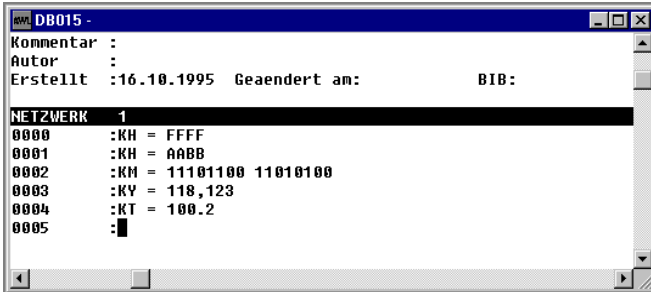 AWL DB015 -
Kommentar :
Autor     :
Erstellt  :16.10.1995  Geaendert am:          BIB:
NETZWERK   1
0000      :KH = FFFF
0001      :KH = AABB
0002      :KM = 11101100 11010100
0003      :KY = 118,123
0004      :KT = 100.2
0005      :